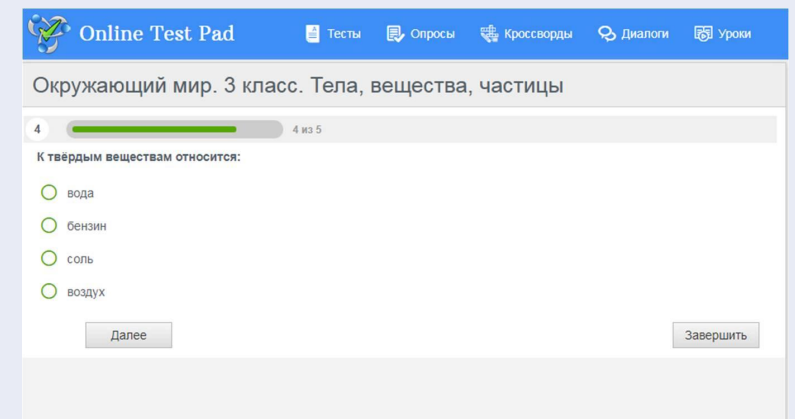 Online Test Pad Тесты Опросы Кроссворды Диалоги Уроки
Окружающий мир. 3 класс. Тела, вещества, частицы
4 4 из 5
К твёрдым веществам относится:
вода
бензин
соль
воздух
Далее Завершить